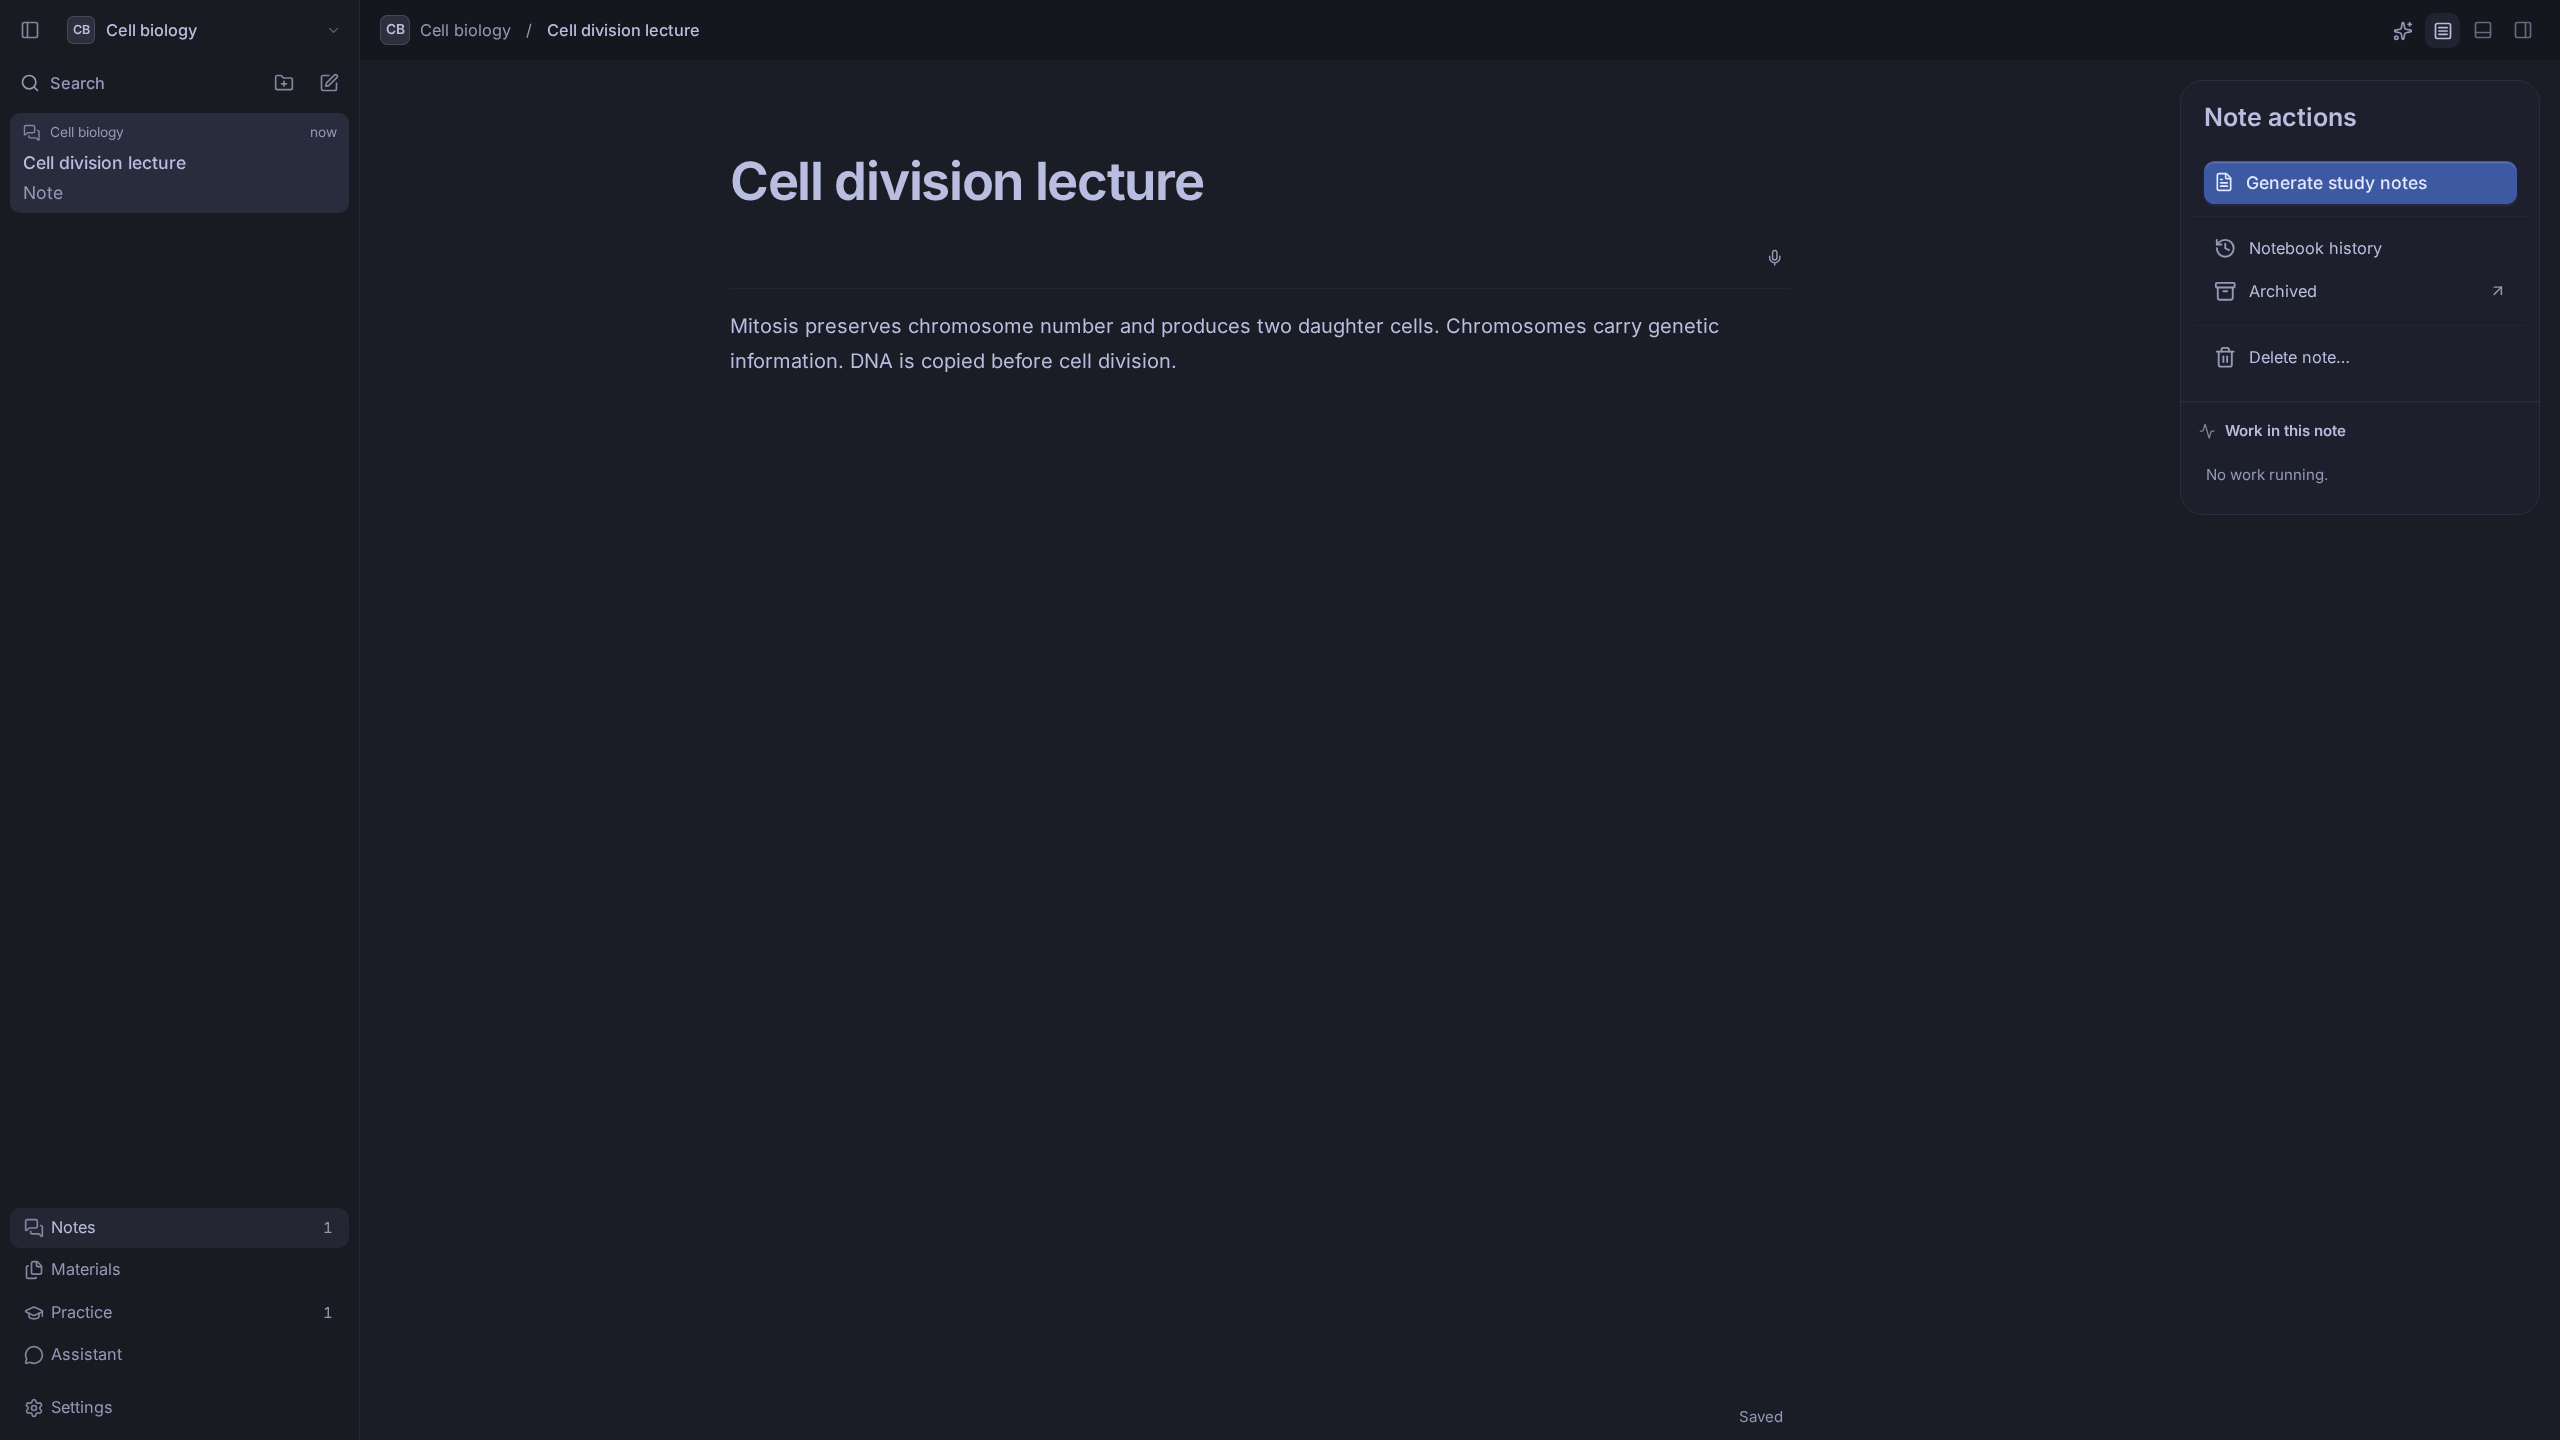 CB Cell biology
Search
Cell biology now
Cell division lecture
Note
Notes 1
Materials
Practice 1
Assistant
Settings
CB Cell biology / Cell division lecture
Cell division lecture
Mitosis preserves chromosome number and produces two daughter cells. Chromosomes carry genetic
information. DNA is copied before cell division.
Saved
Note actions
Generate study notes
Notebook history
Archived
Delete note...
Work in this note
No work running.